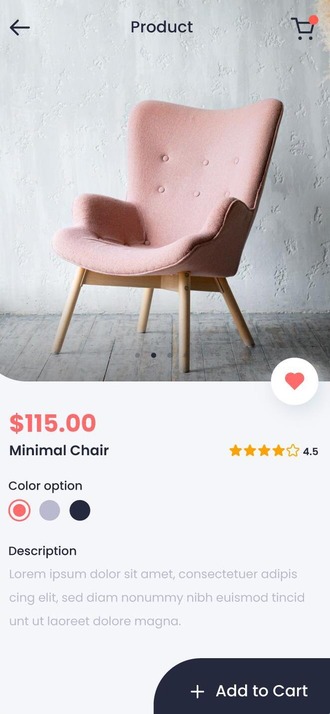 Product
$115.00
Minimal Chair
4.5
Color option
Description
Lorem ipsum dolor sit amet, consectetuer adipis
cing elit, sed diam nonummy nibh euismod tincid
unt ut laoreet dolore magna.
+ Add to Cart